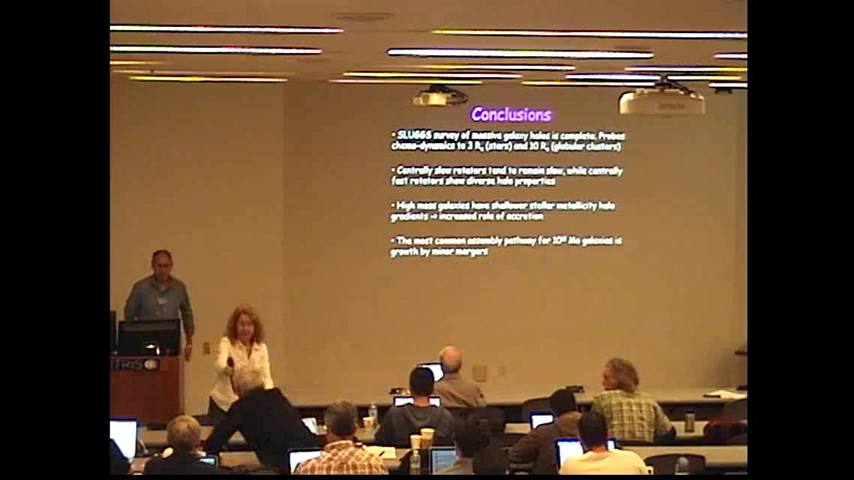 Conclusions
• SLUGGS survey of massive galaxy halos is complete. Probes
chemo-dynamics to 3 Re (stars) and 10 Re (globular clusters)
• Centrally slow rotators tend to remain slow, while centrally
fast rotators show diverse halo properties
• High mass galaxies have shallower stellar metallicity halo
gradients -> increased role of accretion
• The most common assembly pathway for Mo galaxies is
growth by minor mergers
EPSON
ITRIS